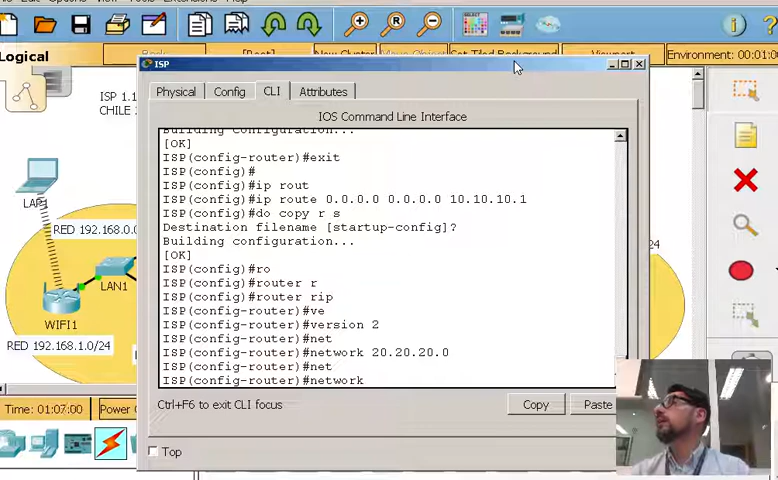 Logical
Environment: 00:01:0
ISP 1.1
CHILE
LAP1
RED 192.168.0.0
LAN1
WIFI1
RED 192.168.1.0/24
Time: 01:07:00
ISP
Physical
Config
CLI
Attributes
IOS Command Line Interface
Building configuration...
[OK]
ISP(config-router)#exit
ISP(config)#
ISP(config)#ip rout
ISP(config)#ip route 0.0.0.0 0.0.0.0 10.10.10.1
ISP(config)#do copy r s
Destination filename [startup-config]?
Building configuration...
[OK]
ISP(config)#ro
ISP(config)#router r
ISP(config)#router rip
ISP(config-router)#ve
ISP(config-router)#version 2
ISP(config-router)#net
ISP(config-router)#network 20.20.20.0
ISP(config-router)#net
ISP(config-router)#network
Ctrl+F6 to exit CLI focus
Copy
Paste
Top